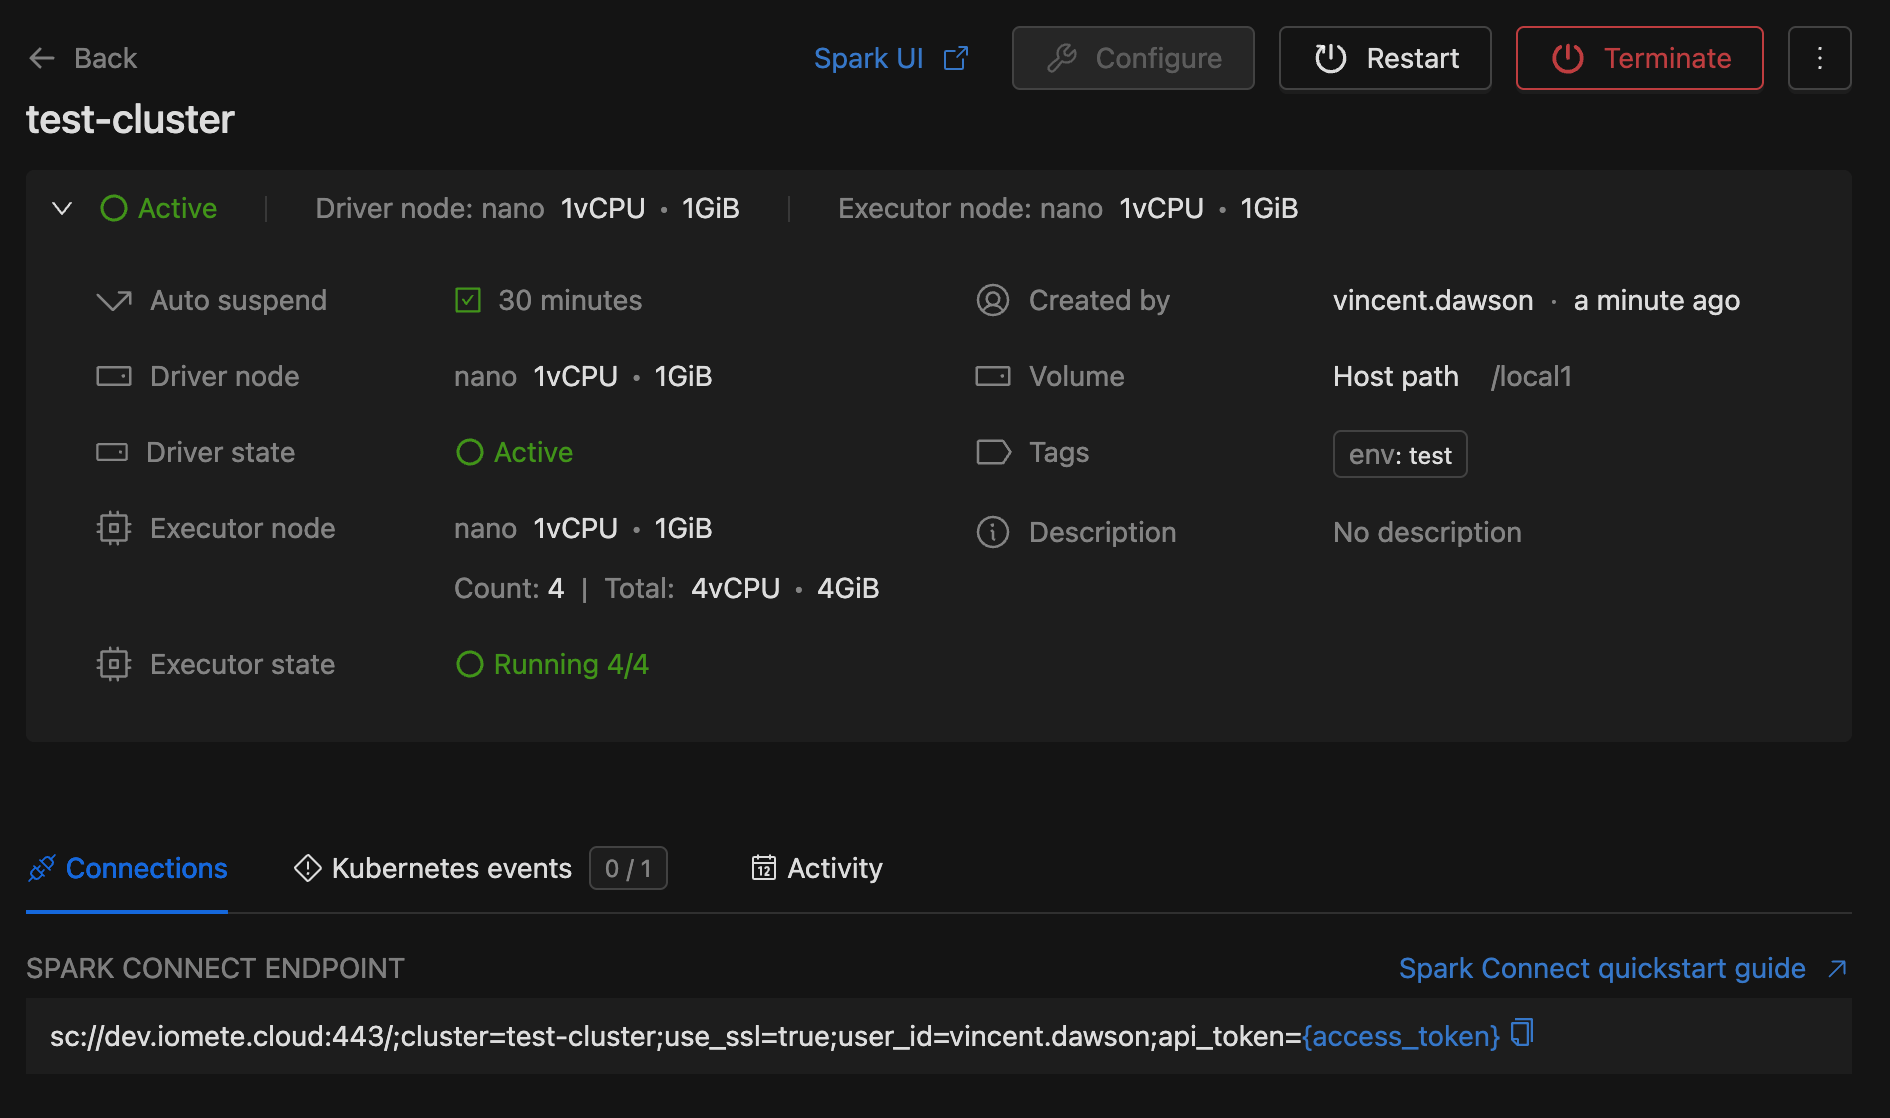 Back
Spark UI
Configure
Restart
Terminate
test-cluster
Active
Driver node: nano 1vCPU • 1GiB
Executor node: nano 1vCPU • 1GiB
Auto suspend
30 minutes
Created by
vincent.dawson · a minute ago
Driver node
nano 1vCPU • 1GiB
Volume
Host path /local1
Driver state
Active
Tags
env: test
Executor node
nano 1vCPU • 1GiB
Count: 4 | Total: 4vCPU • 4GiB
Description
No description
Executor state
Running 4/4
Connections
Kubernetes events 0 / 1
12
Activity
SPARK CONNECT ENDPOINT
Spark Connect quickstart guide
sc://dev.iomete.cloud:443/;cluster=test-cluster;use_ssl=true;user_id=vincent.dawson;api_token={access_token}